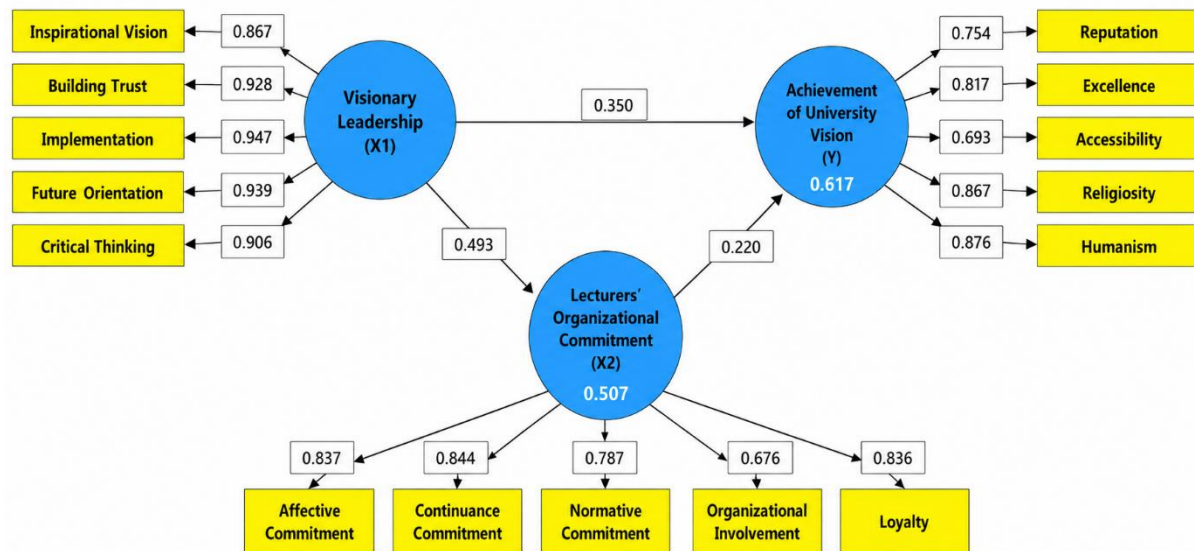 Inspirational Vision
0.867
Building Trust
0.928
Implementation
0.947
Future Orientation
0.939
Critical Thinking
0.906
Visionary
Leadership
(X1)
0.350
0.493
Achievement
of University
Vision
(Y)
0.617
0.754
Reputation
0.817
Excellence
0.693
Accessibility
0.867
Religiosity
0.876
Humanism
0.220
Lecturers'
Organizational
Commitment
(X2)
0.507
0.837
0.844
0.787
0.676
0.836
Affective
Commitment
Continuance
Commitment
Normative
Commitment
Organizational
Involvement
Loyalty